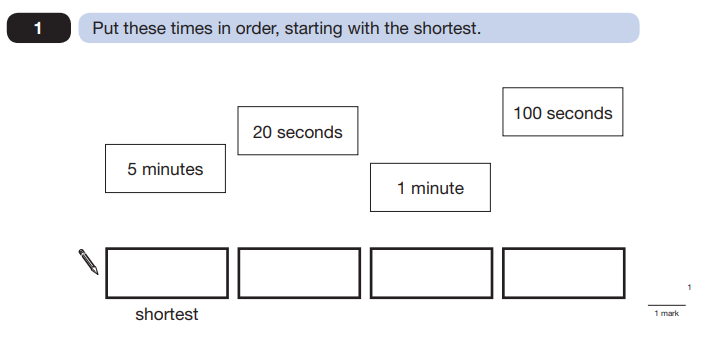 1
Put these times in order, starting with the shortest.
100 seconds
20 seconds
5 minutes
1 minute
shortest
1
1 mark